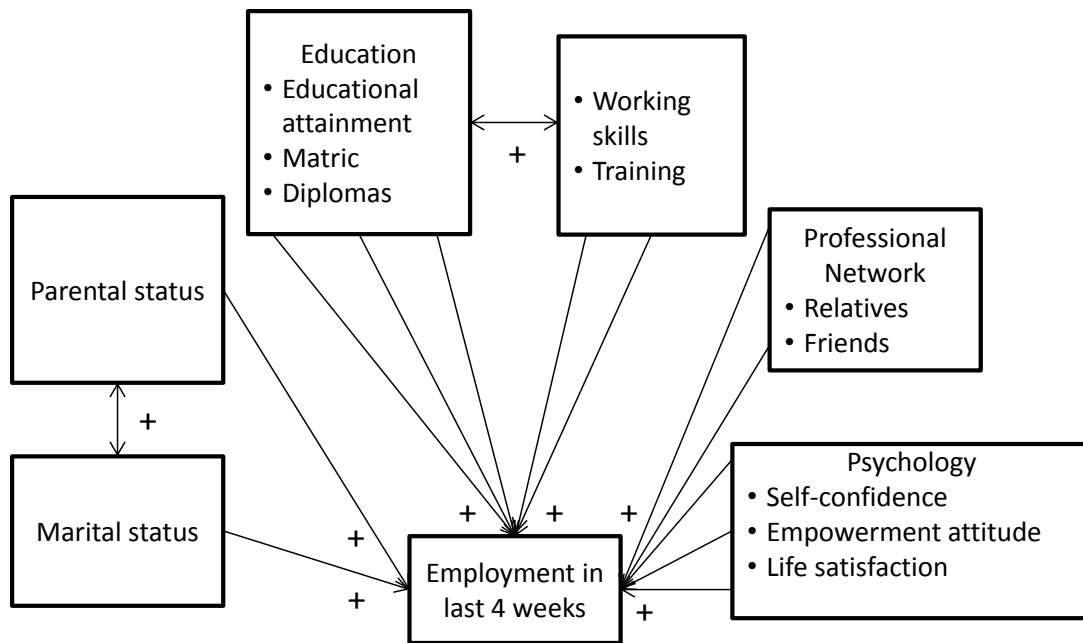 Education
• Educational
attainment
• Matric
• Diplomas
• Working
skills
• Training
+
Parental status
+
Marital status
Professional
Network
• Relatives
• Friends
Psychology
• Self-confidence
• Empowerment attitude
• Life satisfaction
+ + + +
+ +
Employment in
last 4 weeks